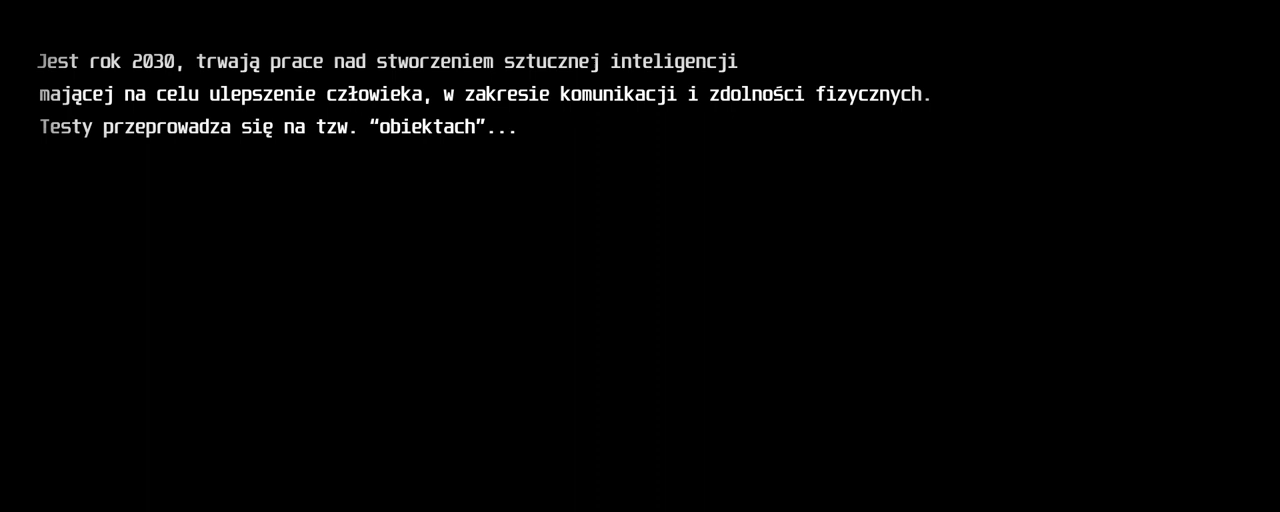 Jest rok 2030, trwają prace nad stworzeniem sztucznej inteligencji
mającej na celu ulepszenie człowieka, w zakresie komunikacji i zdolności fizycznych.
Testy przeprowadza się na tzw. “obiektach”...